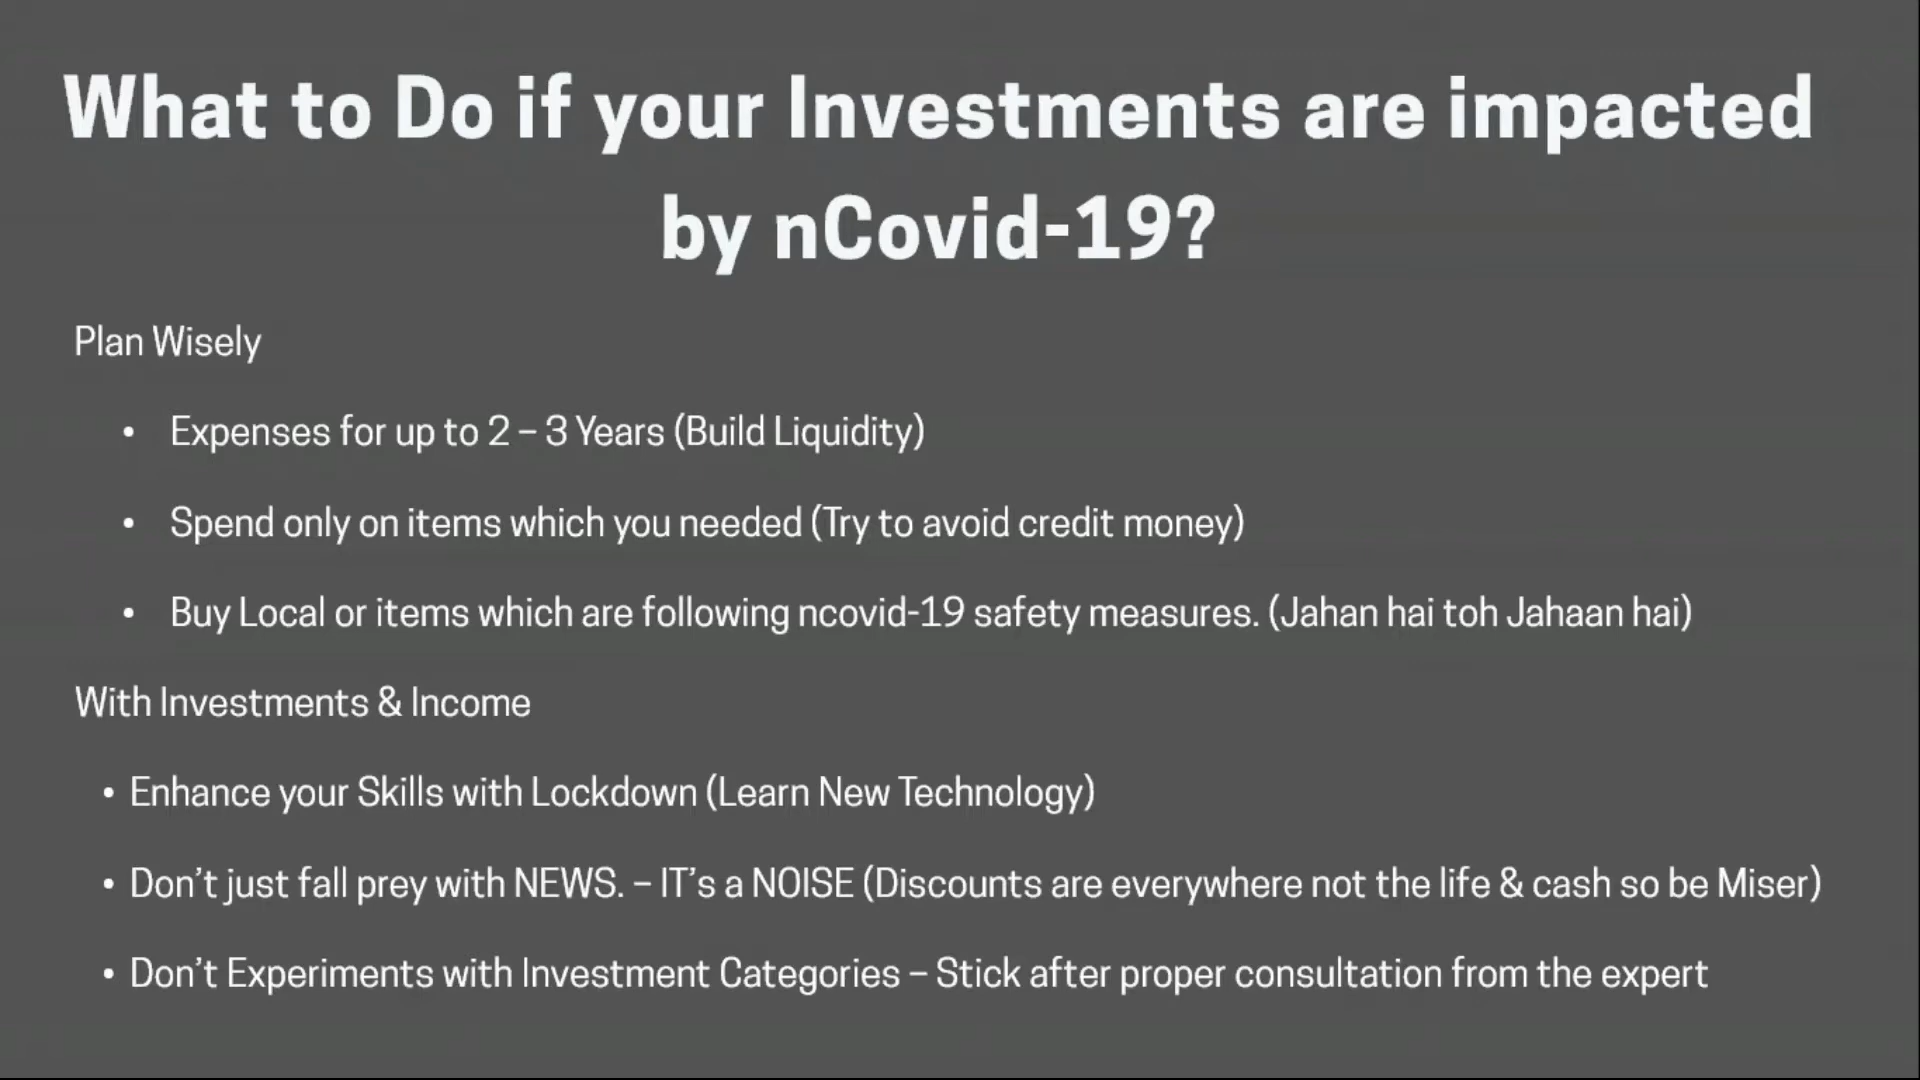 What to Do if your Investments are impacted
by nCovid-19?
Plan Wisely
• Expenses for up to 2 – 3 Years (Build Liquidity)
• Spend only on items which you needed (Try to avoid credit money)
• Buy Local or items which are following ncovid-19 safety measures. (Jahan hai toh Jahaan hai)
With Investments & Income
• Enhance your Skills with Lockdown (Learn New Technology)
• Don’t just fall prey with NEWS. – IT’s a NOISE (Discounts are everywhere not the life & cash so be Miser)
• Don’t Experiments with Investment Categories – Stick after proper consultation from the expert